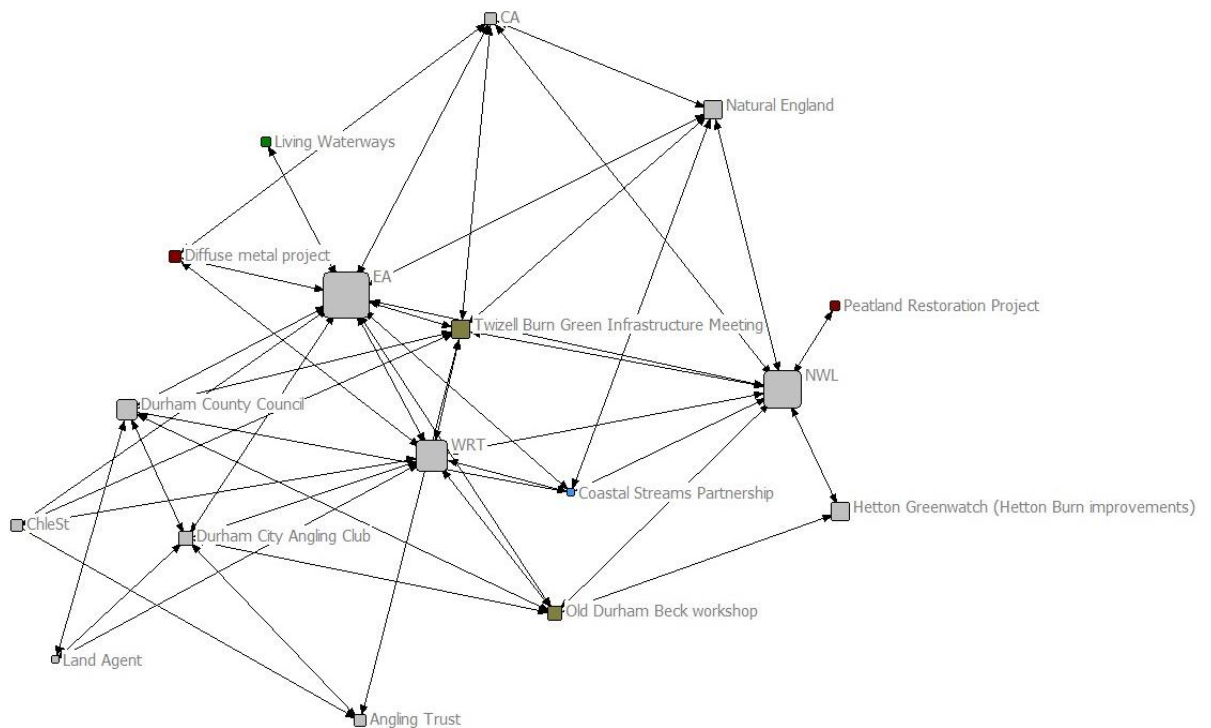 CA
Natural England
Living Waterways
Diffuse metal project
EA
Peatland Restoration Project
Twizell Burn Green Infrastructure Meeting
NWL
Durham County Council
WRT
Coastal Streams Partnership
Hetton Greenwatch (Hetton Burn improvements)
ChleSt
Durham City Angling Club
Old Durham Beck workshop
Land Agent
Angling Trust